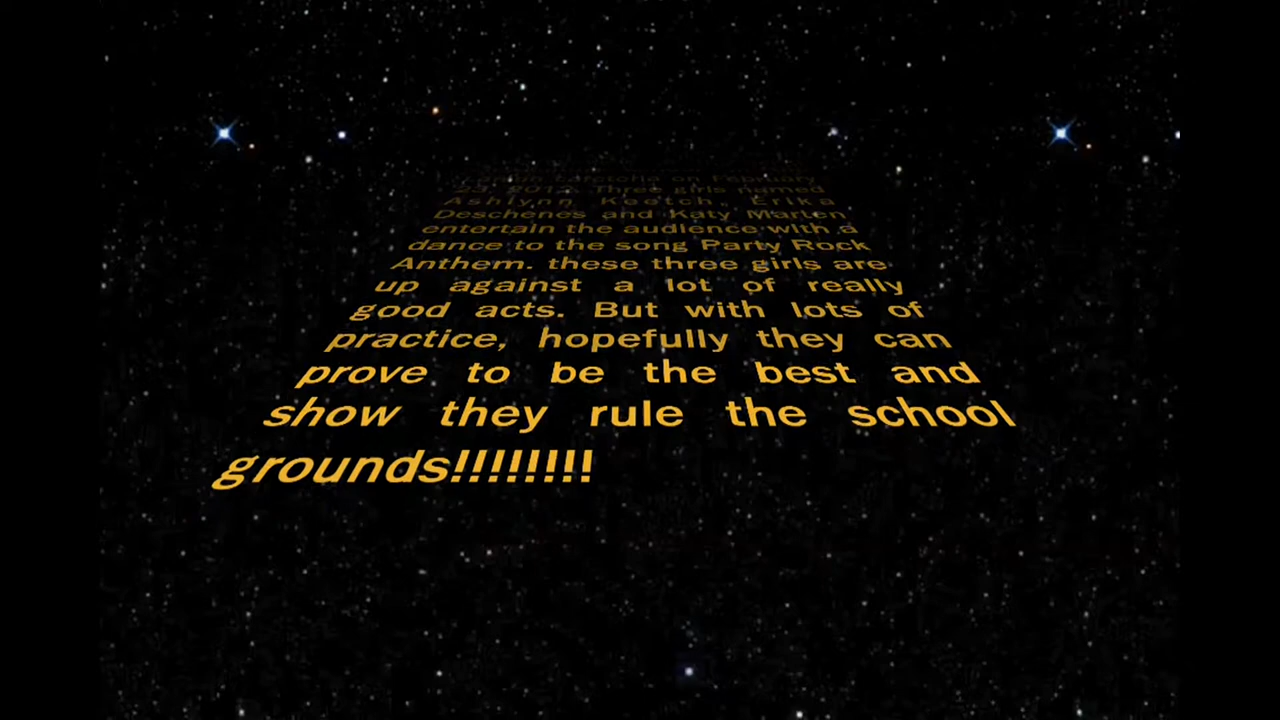 on February
23, 2012. Three girls named
Ashlynn Keetch, Erika
Deschenes and Katy Marten
entertain the audience with a
dance to the song Party Rock
Anthem. these three girls are
up against a lot of really
good acts. But with lots of
practice, hopefully they can
prove to be the best and
show they rule the school
grounds!!!!!!!!